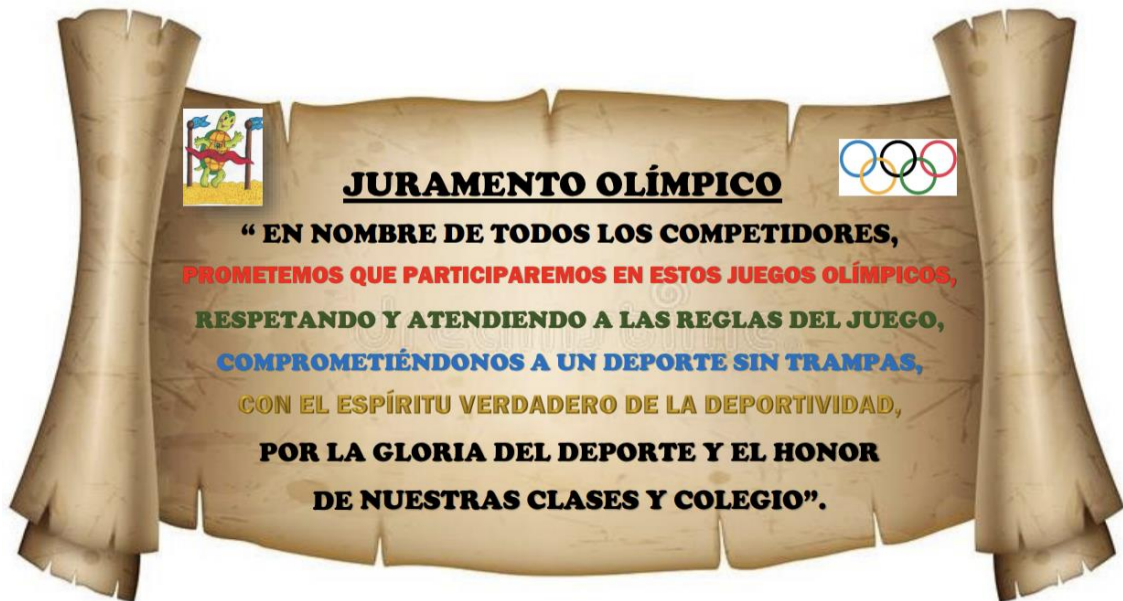 JURAMENTO OLÍMPICO
“ EN NOMBRE DE TODOS LOS COMPETIDORES,
PROMETEMOS QUE PARTICIPAREMOS EN ESTOS JUEGOS OLÍMPICOS,
RESPETANDO Y ATENDIENDO A LAS REGLAS DEL JUEGO,
COMPROMETIÉNDONOS A UN DEPORTE SIN TRAMPAS,
CON EL ESPÍRITU VERDADERO DE LA DEPORTIVIDAD,
POR LA GLORIA DEL DEPORTE Y EL HONOR
DE NUESTRAS CLASES Y COLEGIO”.